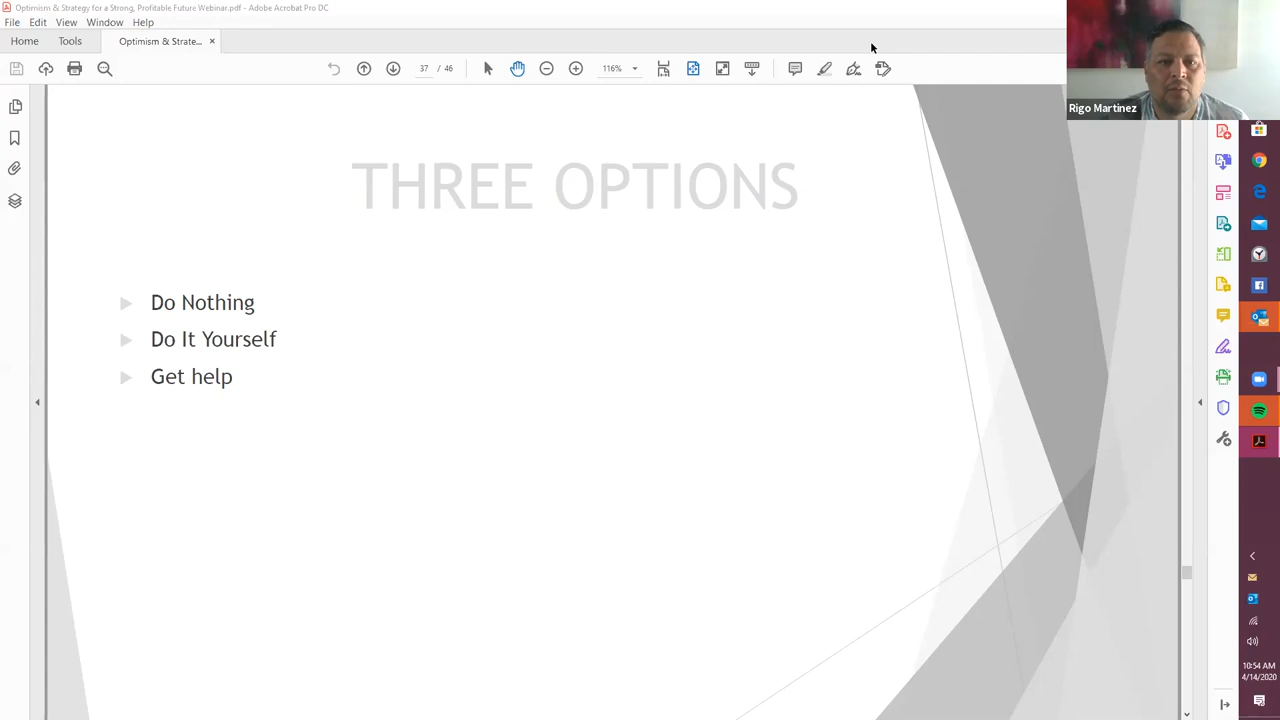 Optimism & Strategy for a Strong, Profitable Future Webinar.pdf - Adobe Acrobat Pro DC
File Edit View Window Help
Home Tools Optimism & Strate... ×
37 / 46 116%
Rigo Martinez
THREE OPTIONS
Do Nothing
Do It Yourself
Get help
10:54 AM
4/14/2020